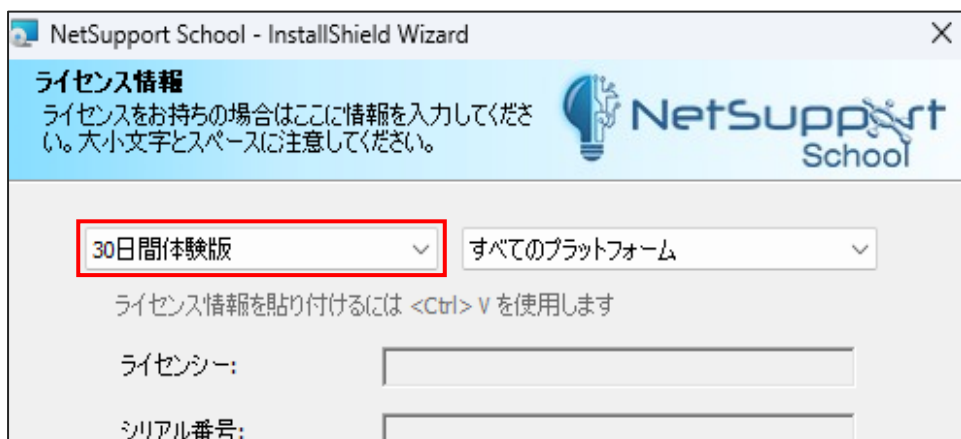 NetSupport School - InstallShield Wizard
ライセンス情報
ライセンスをお持ちの場合はここに情報を入力してくださ
い。大小文字とスペースに注意してください。
NetSupport
School
30日間体験版
すべてのプラットフォーム
ライセンス情報を貼り付けるには <Ctrl> V を使用します
ライセンシー:
シリアル番号: